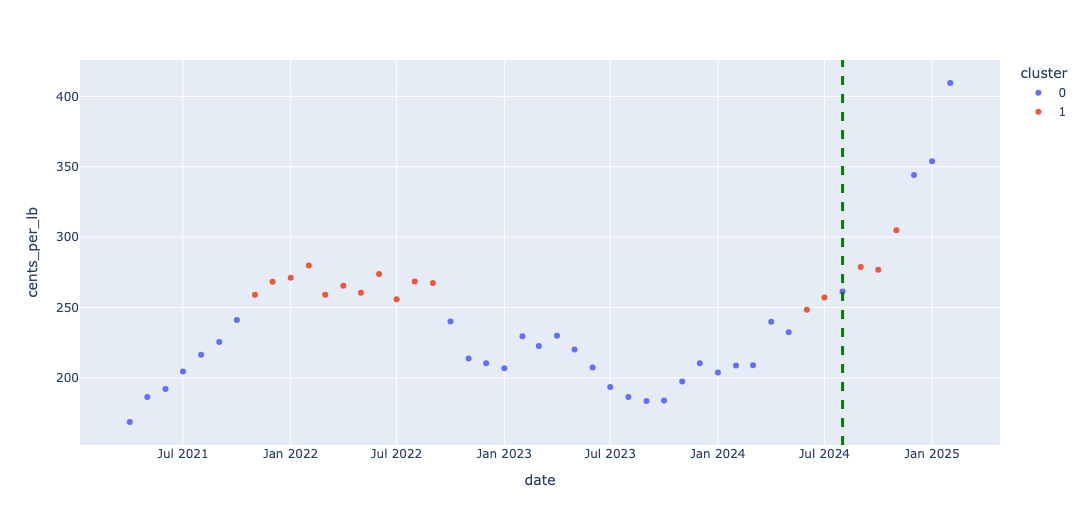 cluster
0
1
400
350
300
250
200
cents_per_lb
Jul 2021
Jan 2022
Jul 2022
Jan 2023
Jul 2023
Jan 2024
Jul 2024
Jan 2025
date